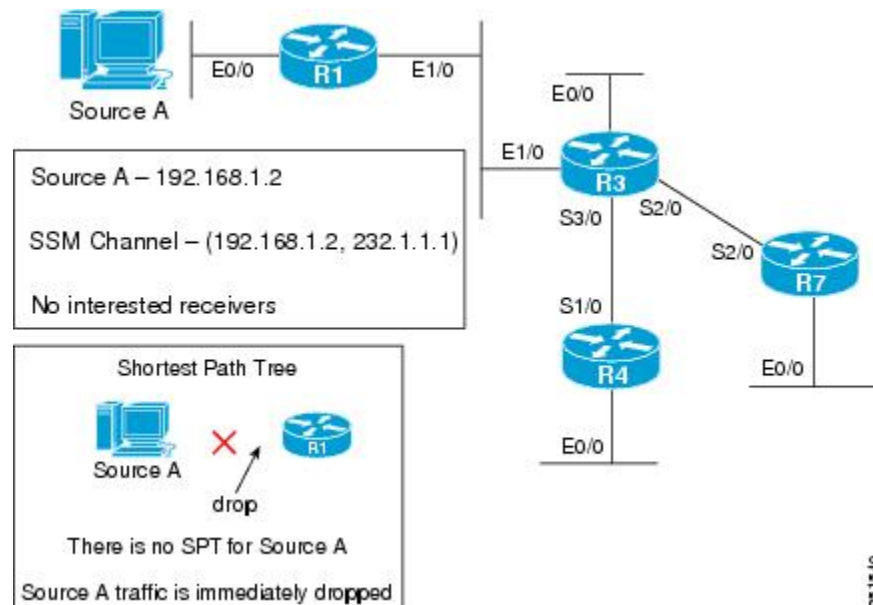 E0/0
R1
E1/0
Source A
E0/0
E1/0
R3
S3/0
S2/0
S2/0
R7
S1/0
R4
E0/0
E0/0
Source A – 192.168.1.2
SSM Channel – (192.168.1.2, 232.1.1.1)
No interested receivers
Shortest Path Tree
R1
Source A
drop
There is no SPT for Source A
Source A traffic is immediately dropped